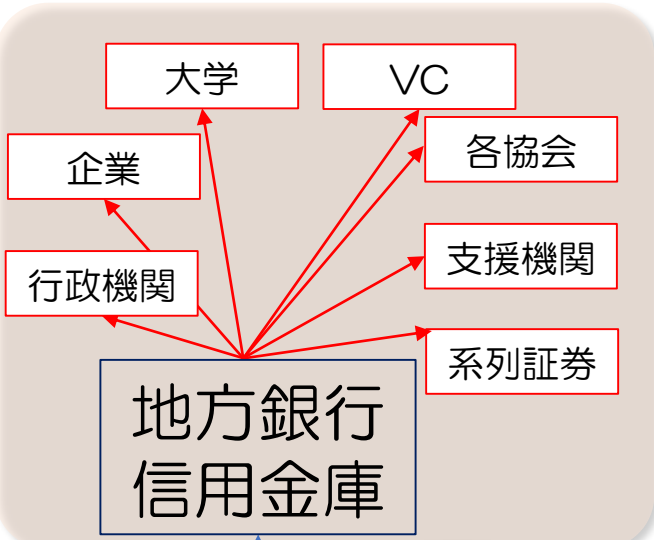 大学
VC
企業
各協会
行政機関
支援機関
系列証券
地方銀行
信用金庫